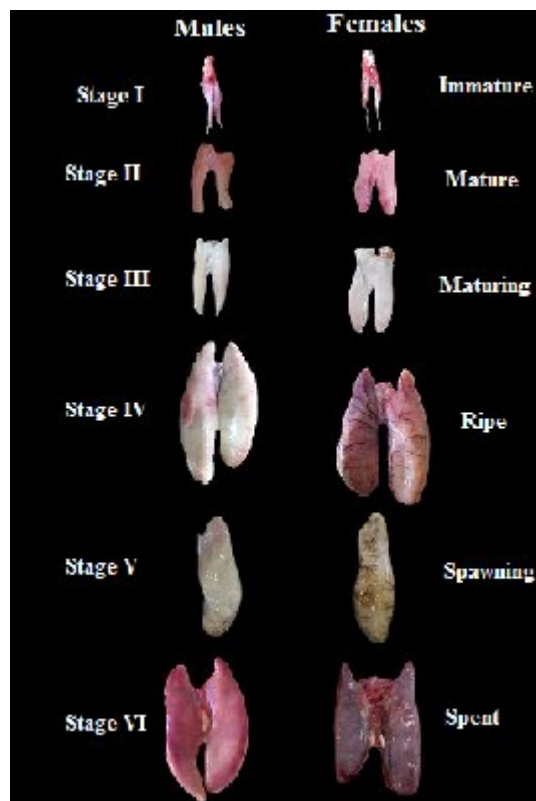 Males Females
Stage I Immature
Stage II Mature
Stage III Maturing
Stage IV Ripe
Stage V Spawning
Stage VI Spent